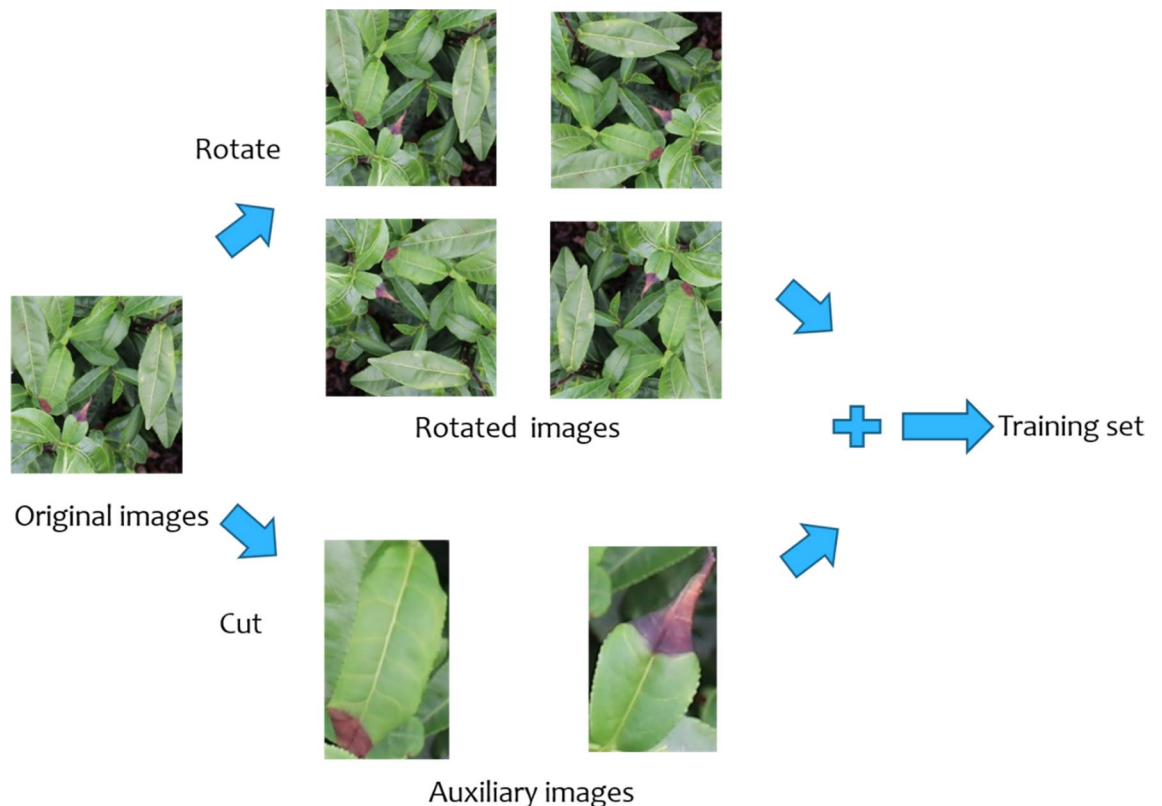 Rotate
Rotated images
Training set
Original images
Cut
Auxiliary images